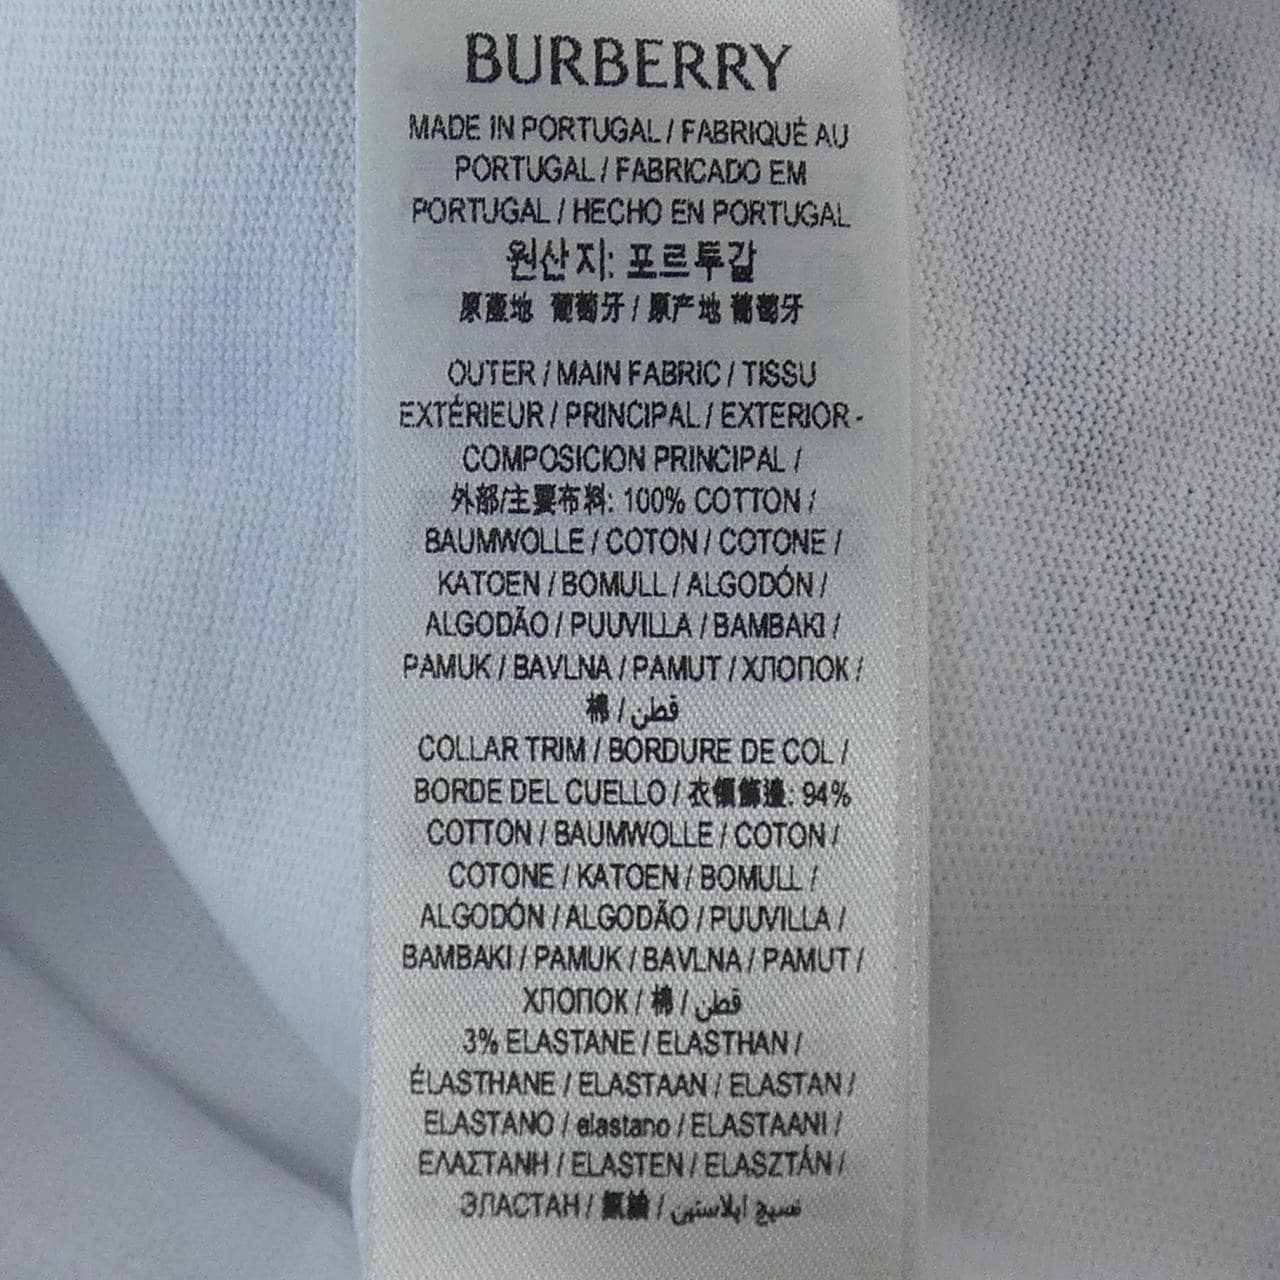 BURBERRY
MADE IN PORTUGAL / FABRIQUÉ AU
PORTUGAL / FABRICADO EM
PORTUGAL / HECHO EN PORTUGAL
원산지: 포르투갈
原產地 葡萄牙 / 原产地 葡萄牙
OUTER / MAIN FABRIC / TISSU
EXTÉRIEUR / PRINCIPAL / EXTERIOR -
COMPOSICION PRINCIPAL /
外部/主要布料: 100% COTTON /
BAUMWOLLE / COTON / COTONE /
KATOEN / BOMULL / ALGODÓN /
ALGODÃO / PUUVILLA / BAMBAKI /
PAMUK / BAVLNA / PAMUT / ХЛОПОК /
棉 / قطن
COLLAR TRIM / BORDURE DE COL /
BORDE DEL CUELLO / 衣領飾邊: 94%
COTTON / BAUMWOLLE / COTON /
COTONE / KATOEN / BOMULL /
ALGODÓN / ALGODÃO / PUUVILLA /
BAMBAKI / PAMUK / BAVLNA / PAMUT /
ХЛОПОК / 棉 / قطن
3% ELASTANE / ELASTHAN /
ÉLASTHANE / ELASTAAN / ELASTAN /
ELASTANO / elastano / ELASTAANI /
ΕΛΑΣΤΑΝΗ / ELASTEN / ELASZTÁN /
ЭЛАСТАН / 氨綸 / نسيج ايلاستين